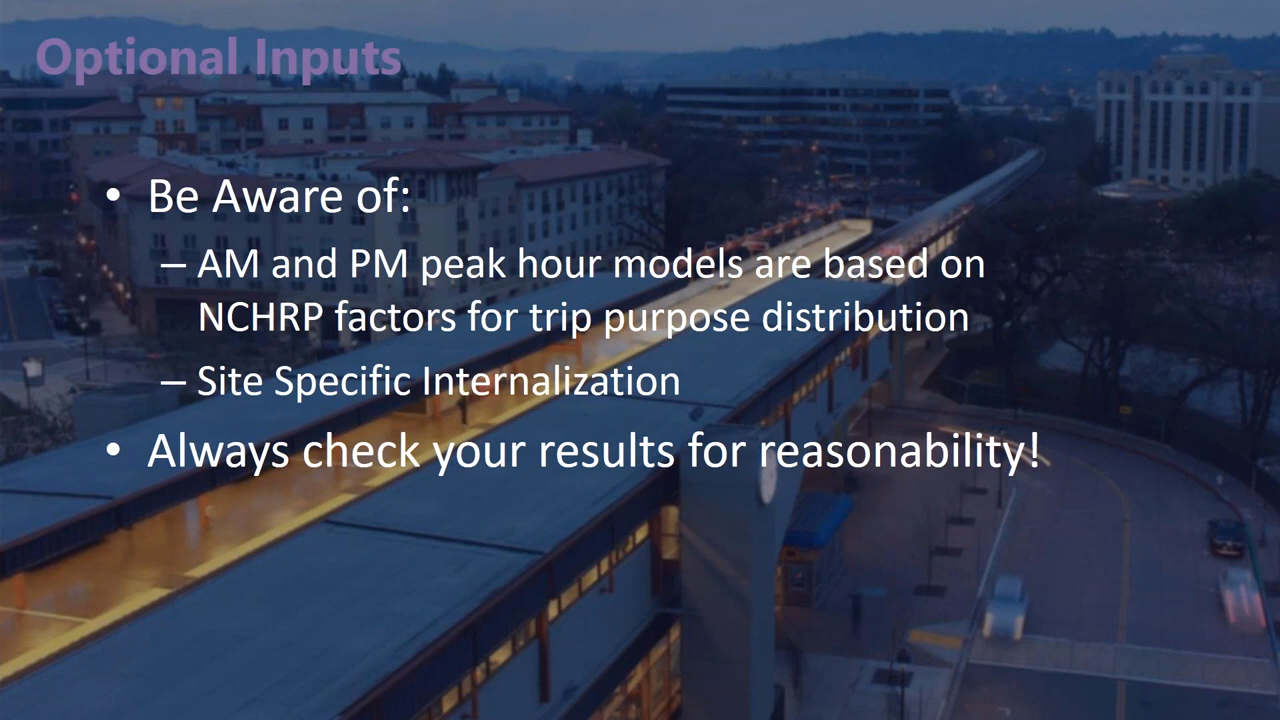 Optional Inputs
• Be Aware of:
– AM and PM peak hour models are based on
NCHRP factors for trip purpose distribution
– Site Specific Internalization
• Always check your results for reasonability!